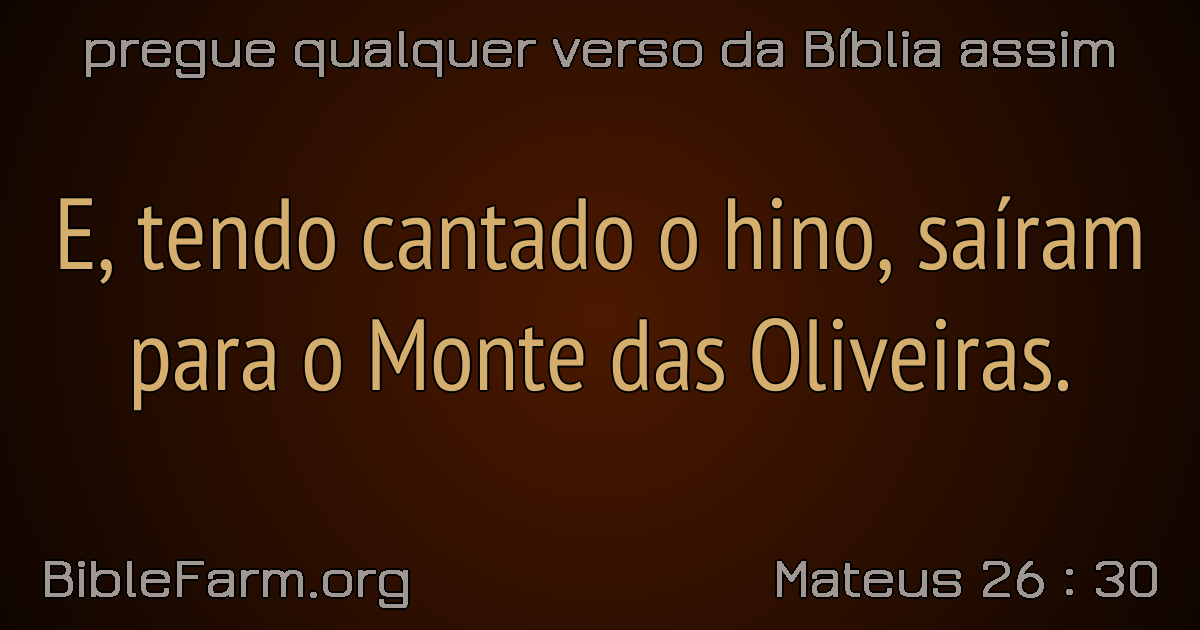 pregue qualquer verso da Bíblia assim
E, tendo cantado o hino, saíram
para o Monte das Oliveiras.
BibleFarm.org
Mateus 26 : 30